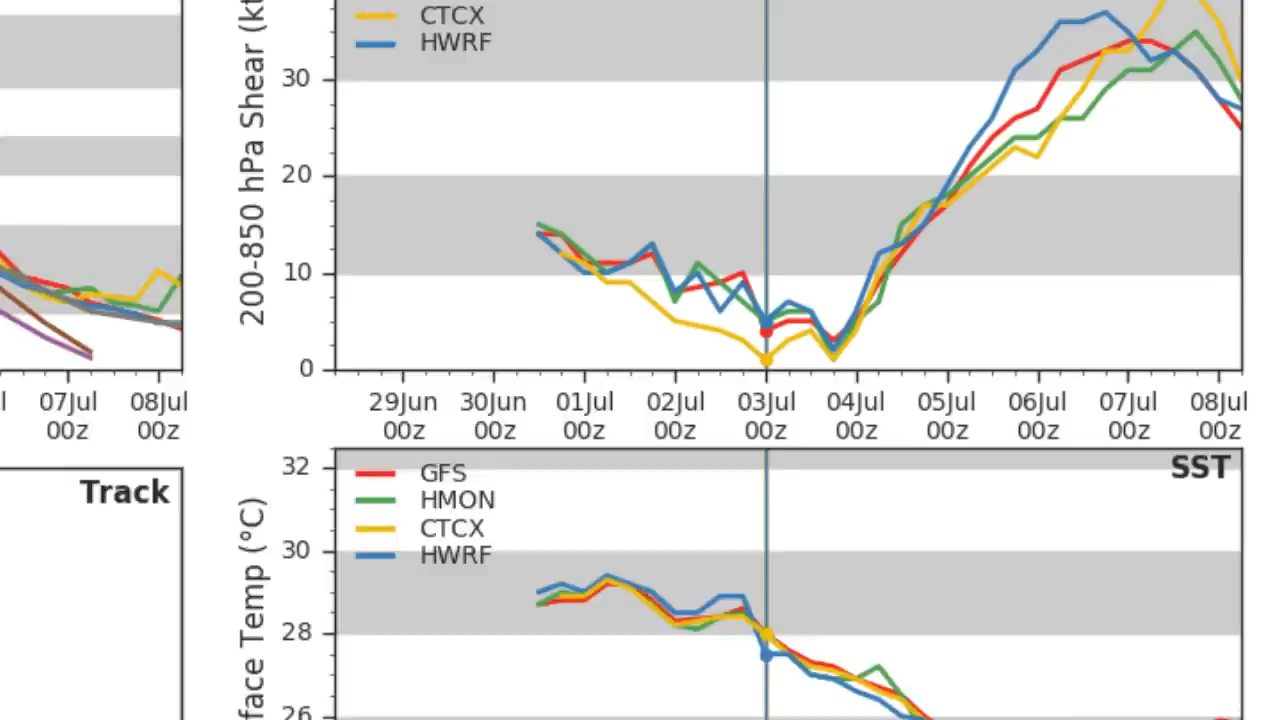 CTCX
HWRF
200-850 hPa Shear (kt
30
20
10
0
07Jul 08Jul
00z 00z
29Jun 30Jun 01Jul 02Jul 03Jul 04Jul 05Jul 06Jul 07Jul 08Jul
00z 00z 00z 00z 00z 00z 00z 00z 00z 00z
Track
SST
GFS
HMON
CTCX
HWRF
face Temp (°C)
32
30
28
26